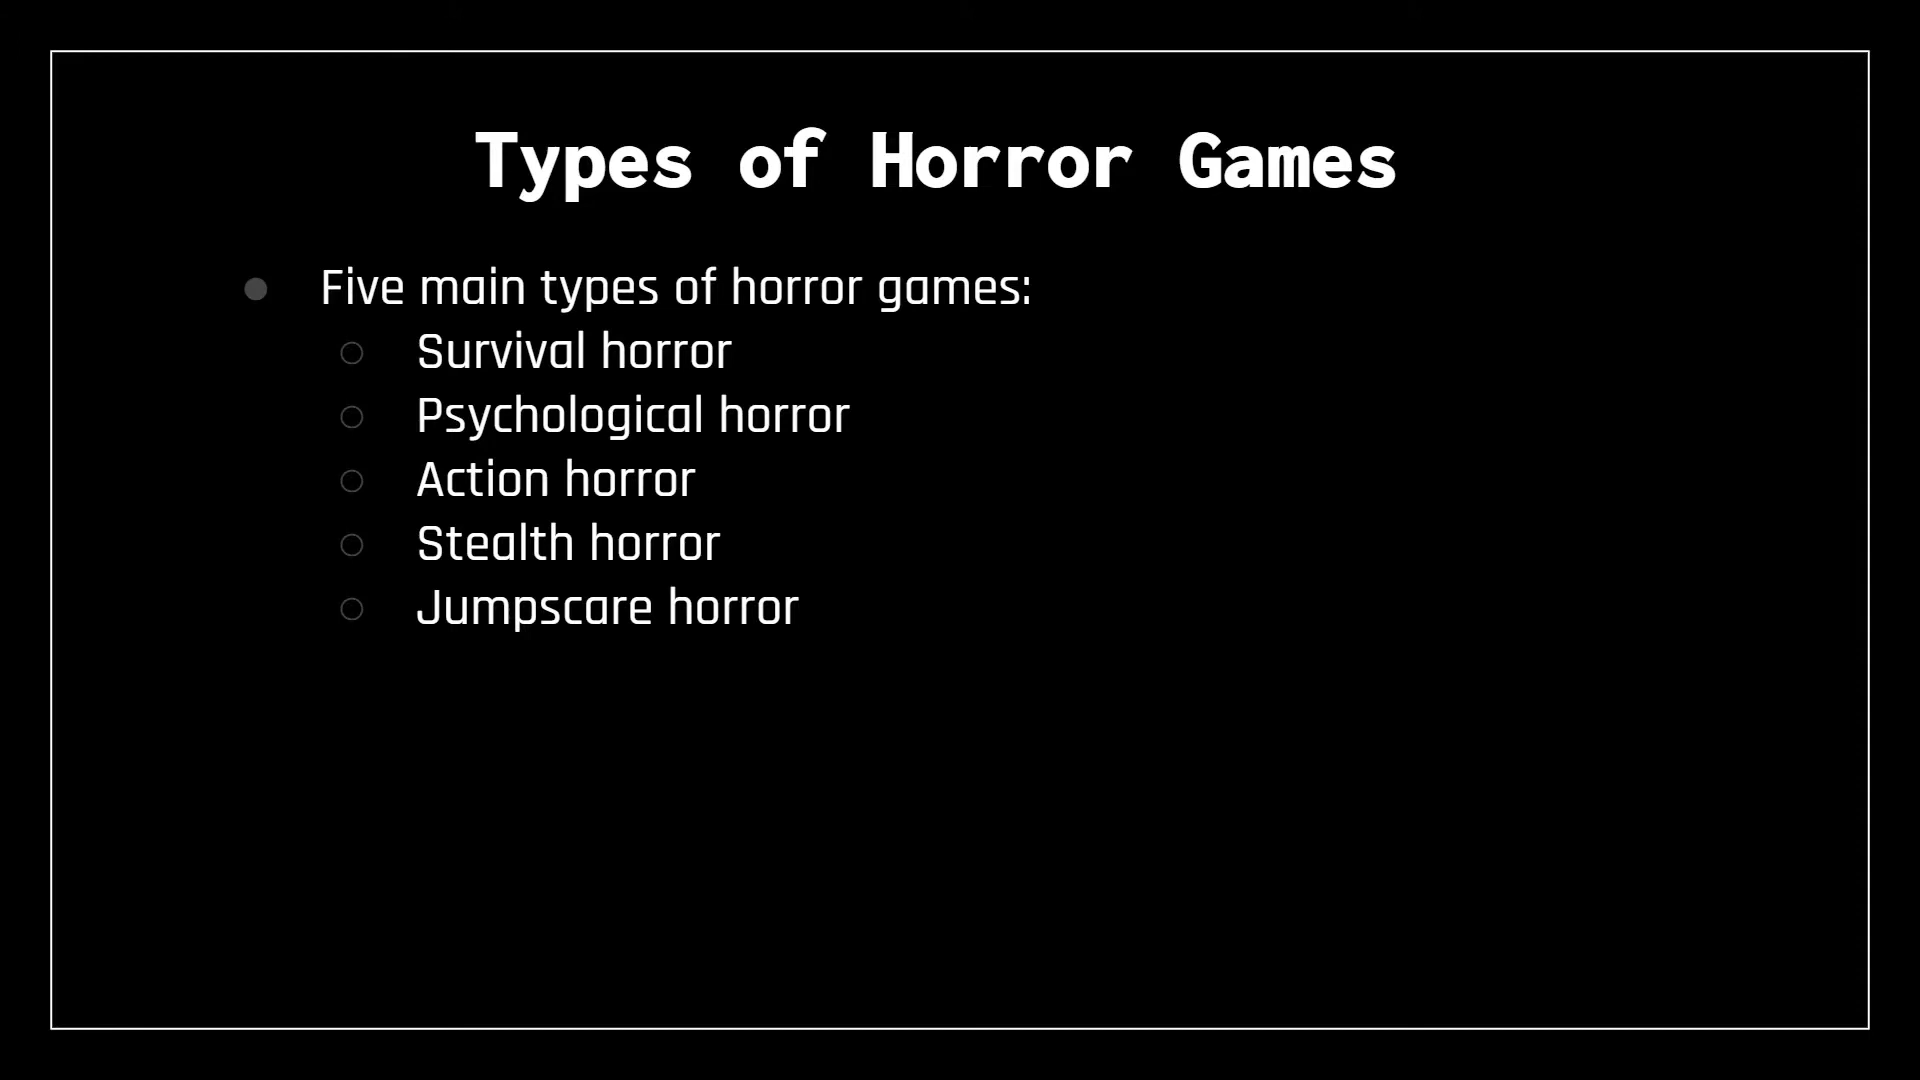 Types of Horror Games
● Five main types of horror games:
○ Survival horror
○ Psychological horror
○ Action horror
○ Stealth horror
○ Jumpscare horror